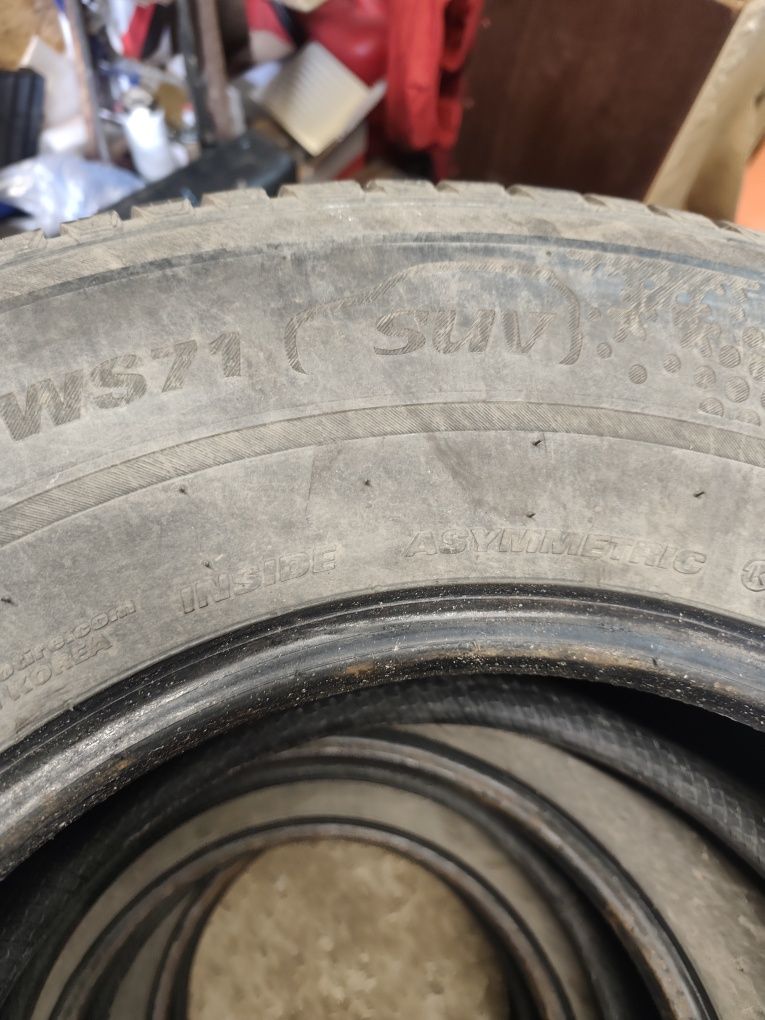 WS71 SUV
INSIDE ASYMMETRIC
KOREA